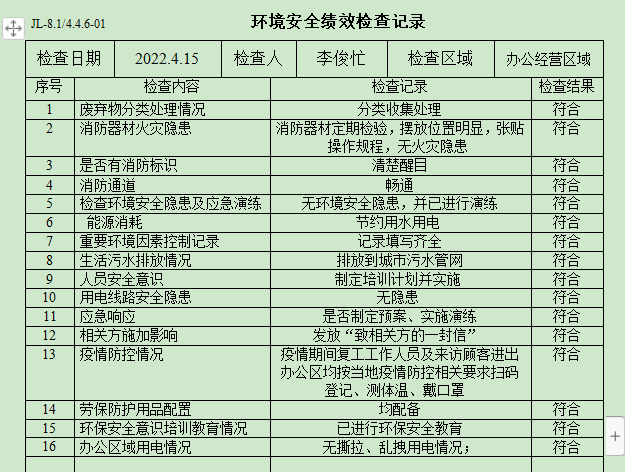 JL-8.1/4.4.6-01
环境安全绩效检查记录
检查日期 2022.4.15 检查人 李俊忙 检查区域 办公经营区域
序号 检查内容 检查记录 检查结果
1 废弃物分类处理情况 分类收集处理 符合
2 消防器材火灾隐患 消防器材定期检验，摆放位置明显，张贴 符合
操作规程，无火灾隐患
3 是否有消防标识 清楚醒目 符合
4 消防通道 畅通 符合
5 检查环境安全隐患及应急演练 无环境安全隐患，并已进行演练 符合
6 能源消耗 节约用水用电 符合
7 重要环境因素控制记录 记录填写齐全 符合
8 生活污水排放情况 排放到城市污水管网 符合
9 人员安全意识 制定培训计划并实施 符合
10 用电线路安全隐患 无隐患 符合
11 应急响应 是否制定预案、实施演练 符合
12 相关方施加影响 发放“致相关方的一封信” 符合
13 疫情防控情况 疫情期间复工工作人员及来访顾客进出 符合
办公区均按当地疫情防控相关要求扫码
登记、测体温、戴口罩
14 劳保防护用品配置 均配备 符合
15 环保安全意识培训教育情况 已进行环保安全教育 符合
16 办公区域用电情况 无撕拉、乱拽用电情况； 符合